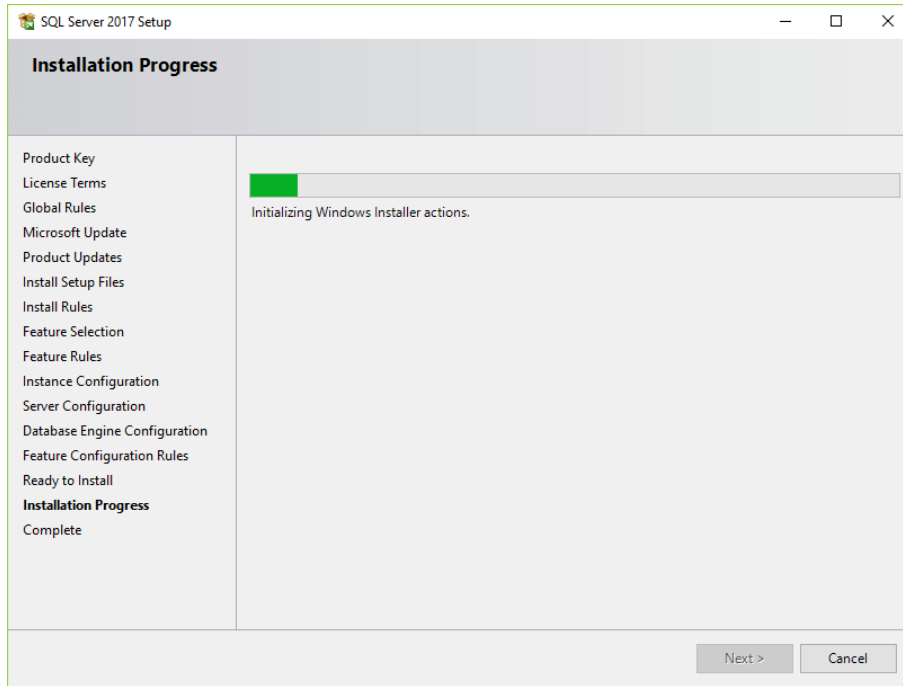 SQL Server 2017 Setup
Installation Progress
Product Key
License Terms
Global Rules
Microsoft Update
Product Updates
Install Setup Files
Install Rules
Feature Selection
Feature Rules
Instance Configuration
Server Configuration
Database Engine Configuration
Feature Configuration Rules
Ready to Install
Installation Progress
Complete
Initializing Windows Installer actions.
Next >
Cancel